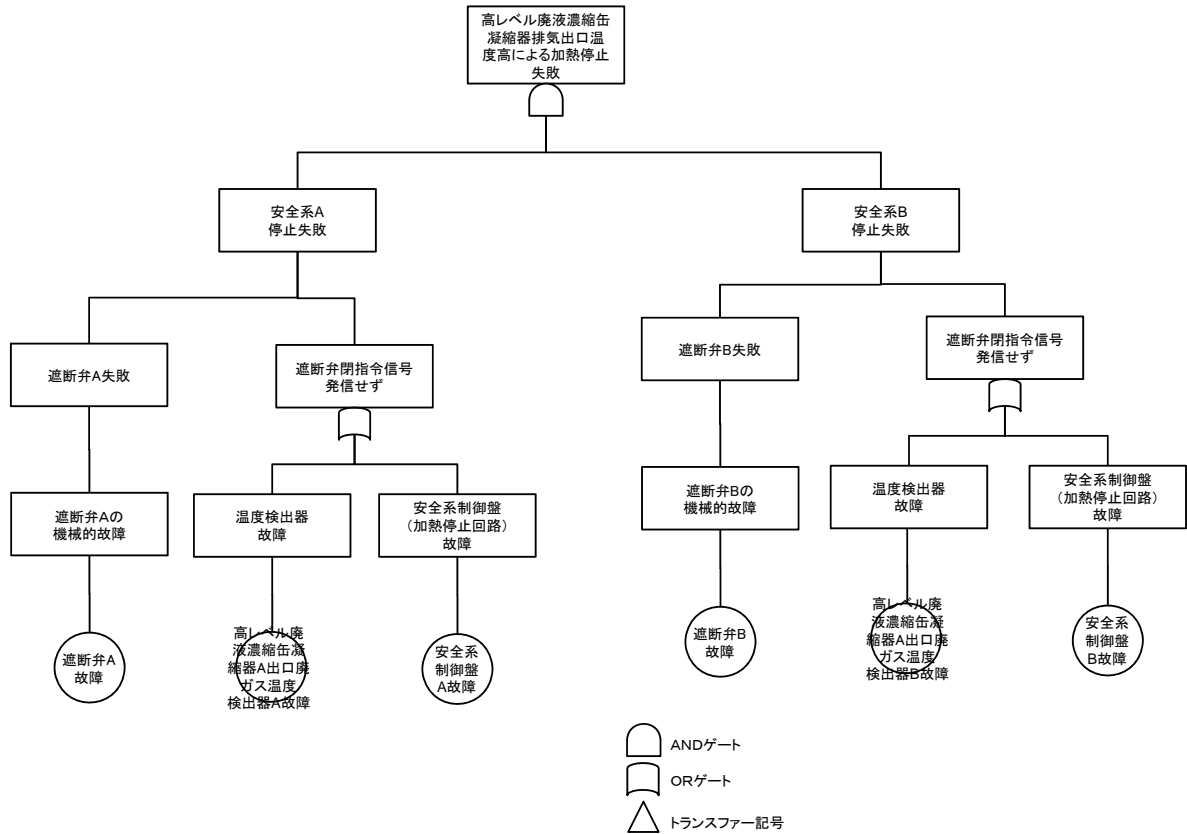 高レベル廃液濃縮缶
凝縮器排気出口温
度高による加熱停止
失敗
安全系A
停止失敗
安全系B
停止失敗
遮断弁A失敗
遮断弁閉指令信号
発信せず
遮断弁B失敗
遮断弁閉指令信号
発信せず
遮断弁Aの
機械的故障
温度検出器
故障
安全系制御盤
（加熱停止回路）
故障
遮断弁Bの
機械的故障
温度検出器
故障
安全系制御盤
（加熱停止回路）
故障
遮断弁A
故障
高レベル廃
液濃縮缶凝
縮器A出口廃
ガス温度
検出器A故障
安全系
制御盤
A故障
遮断弁B
故障
高レベル廃
液濃縮缶凝
縮器A出口廃
ガス温度
検出器B故障
安全系
制御盤
B故障
ANDゲート
ORゲート
トランスファー記号